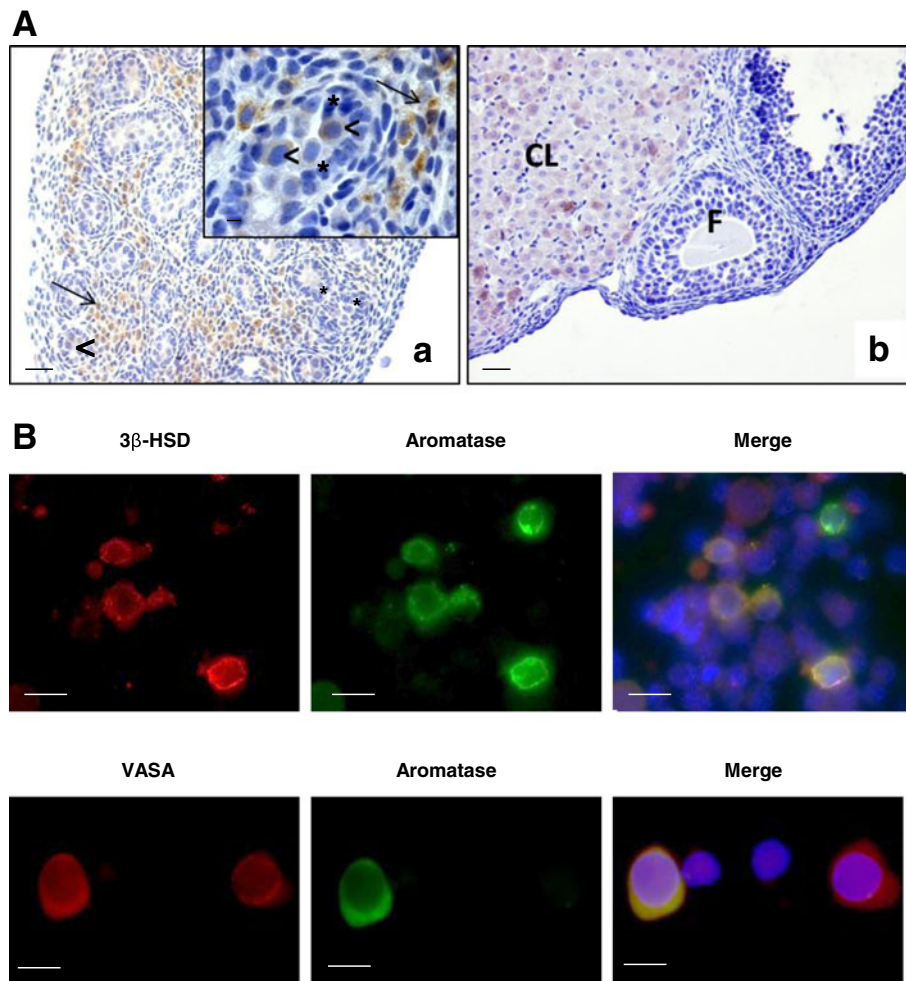 A
*
<
<
*
<
*
*
a
CL
F
b
B
3β-HSD Aromatase Merge
VASA Aromatase Merge